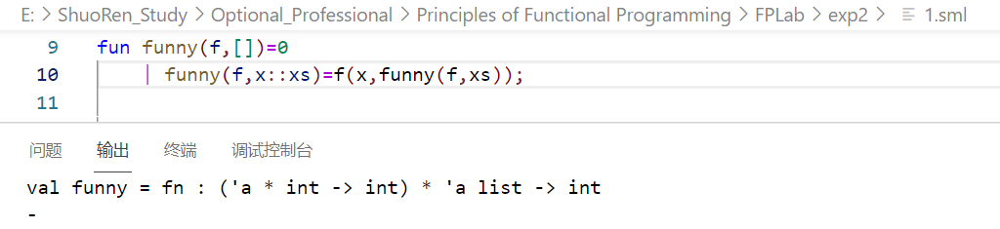 E: > ShuoRen_Study > Optional_Professional > Principles of Functional Programming > FPLab > exp2 > 1.sml
9 fun funny(f,[])=0
10 | funny(f,x::xs)=f(x,funny(f,xs));
11
问题 输出 终端 调试控制台
val funny = fn : ('a * int -> int) * 'a list -> int
-